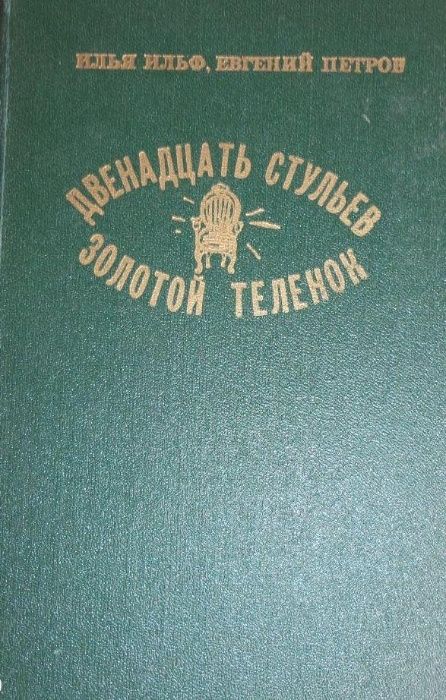 ИЛЬЯ ИЛЬФ, ЕВГЕНИЙ ПЕТРОВ
ДВЕНАДЦАТЬ СТУЛЬЕВ
ЗОЛОТОЙ ТЕЛЕНОК